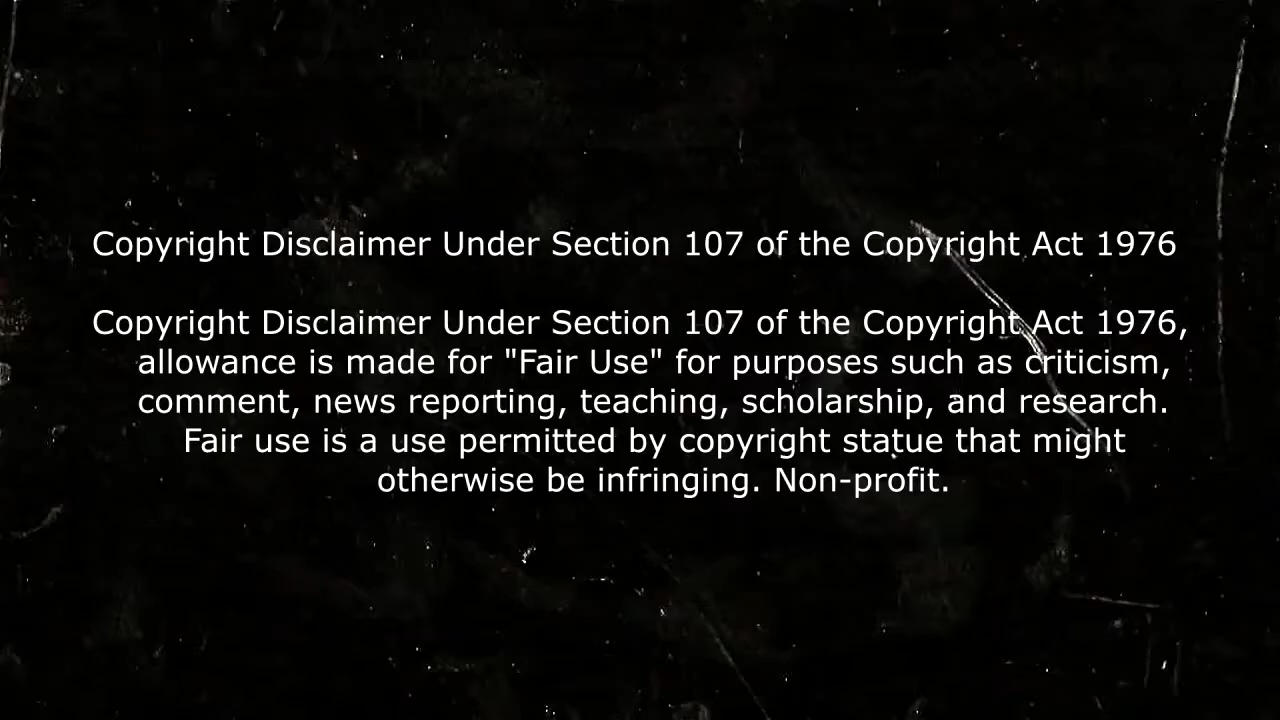 Copyright Disclaimer Under Section 107 of the Copyright Act 1976
Copyright Disclaimer Under Section 107 of the Copyright Act 1976,
allowance is made for "Fair Use" for purposes such as criticism,
comment, news reporting, teaching, scholarship, and research.
Fair use is a use permitted by copyright statue that might
otherwise be infringing. Non-profit.